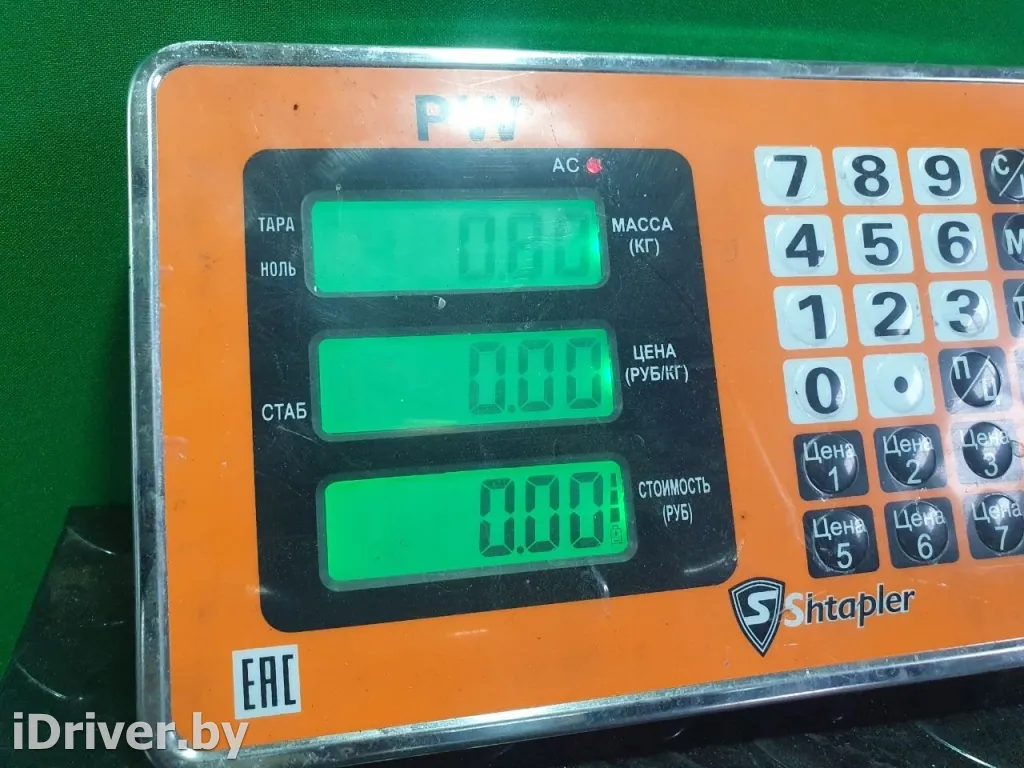 PW
AC
ТАРА
НОЛЬ
0.60
МАССА
(КГ)
0.00
ЦЕНА
(РУБ/КГ)
СТАБ
0.00
СТОИМОСТЬ
(РУБ)
7 8 9 С/
4 5 6 М
1 2 3
0 . П/Ц
Цена 1 Цена 2 Цена 3
Цена 5 Цена 6 Цена 7
S Shtapler
EAC
iDriver.by